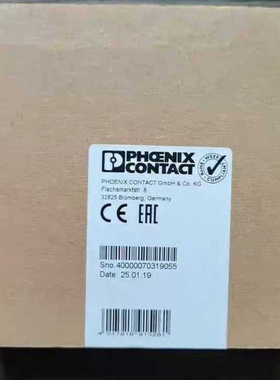 PHŒNIX
CONTACT
PHOENIX CONTACT GmbH & Co. KG
Flachsmarktstr. 8
32825 Blomberg, Germany
CE EAC
Sno. 40000070319055
Date: 25.01.19